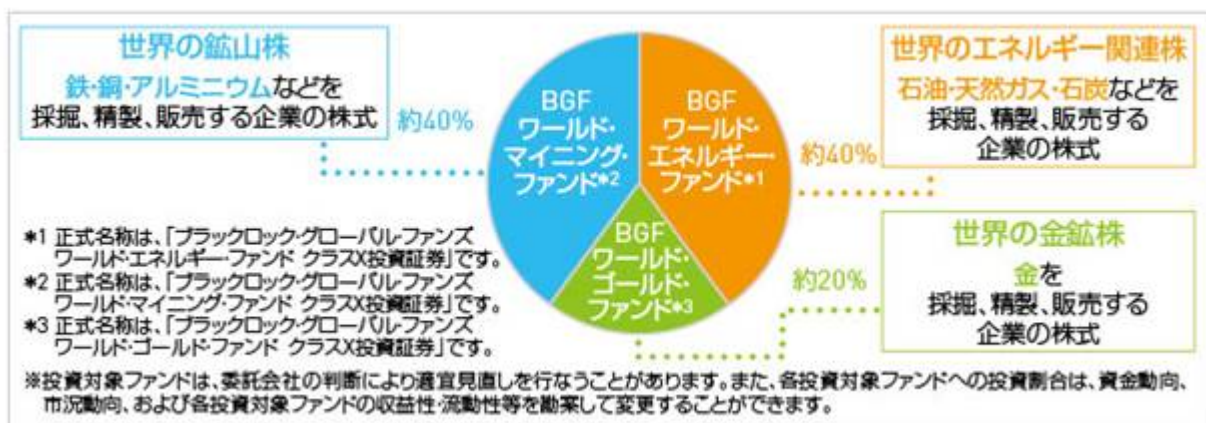 世界の鉱山株
鉄・銅・アルミニウムなどを
採掘、精製、販売する企業の株式
約40%
BGF
ワールド・
マイニング・
ファンド*2
BGF
ワールド・
エネルギー・
ファンド*1
世界のエネルギー関連株
石油・天然ガス・石炭などを
採掘、精製、販売する
企業の株式
約40%
BGF
ワールド・
ゴールド・
ファンド*3
約20%
世界の金鉱株
金を
採掘、精製、販売する
企業の株式
*1 正式名称は、「ブラックロック・グローバル・ファンズ
ワールド・エネルギー・ファンド クラスX投資証券」です。
*2 正式名称は、「ブラックロック・グローバル・ファンズ
ワールド・マイニング・ファンド クラスX投資証券」です。
*3 正式名称は、「ブラックロック・グローバル・ファンズ
ワールド・ゴールド・ファンド クラスX投資証券」です。
※投資対象ファンドは、委託会社の判断により適宜見直しを行なうことがあります。また、各投資対象ファンドへの投資割合は、資金動向、
市況動向、および各投資対象ファンドの収益性・流動性等を勘案して変更することができます。